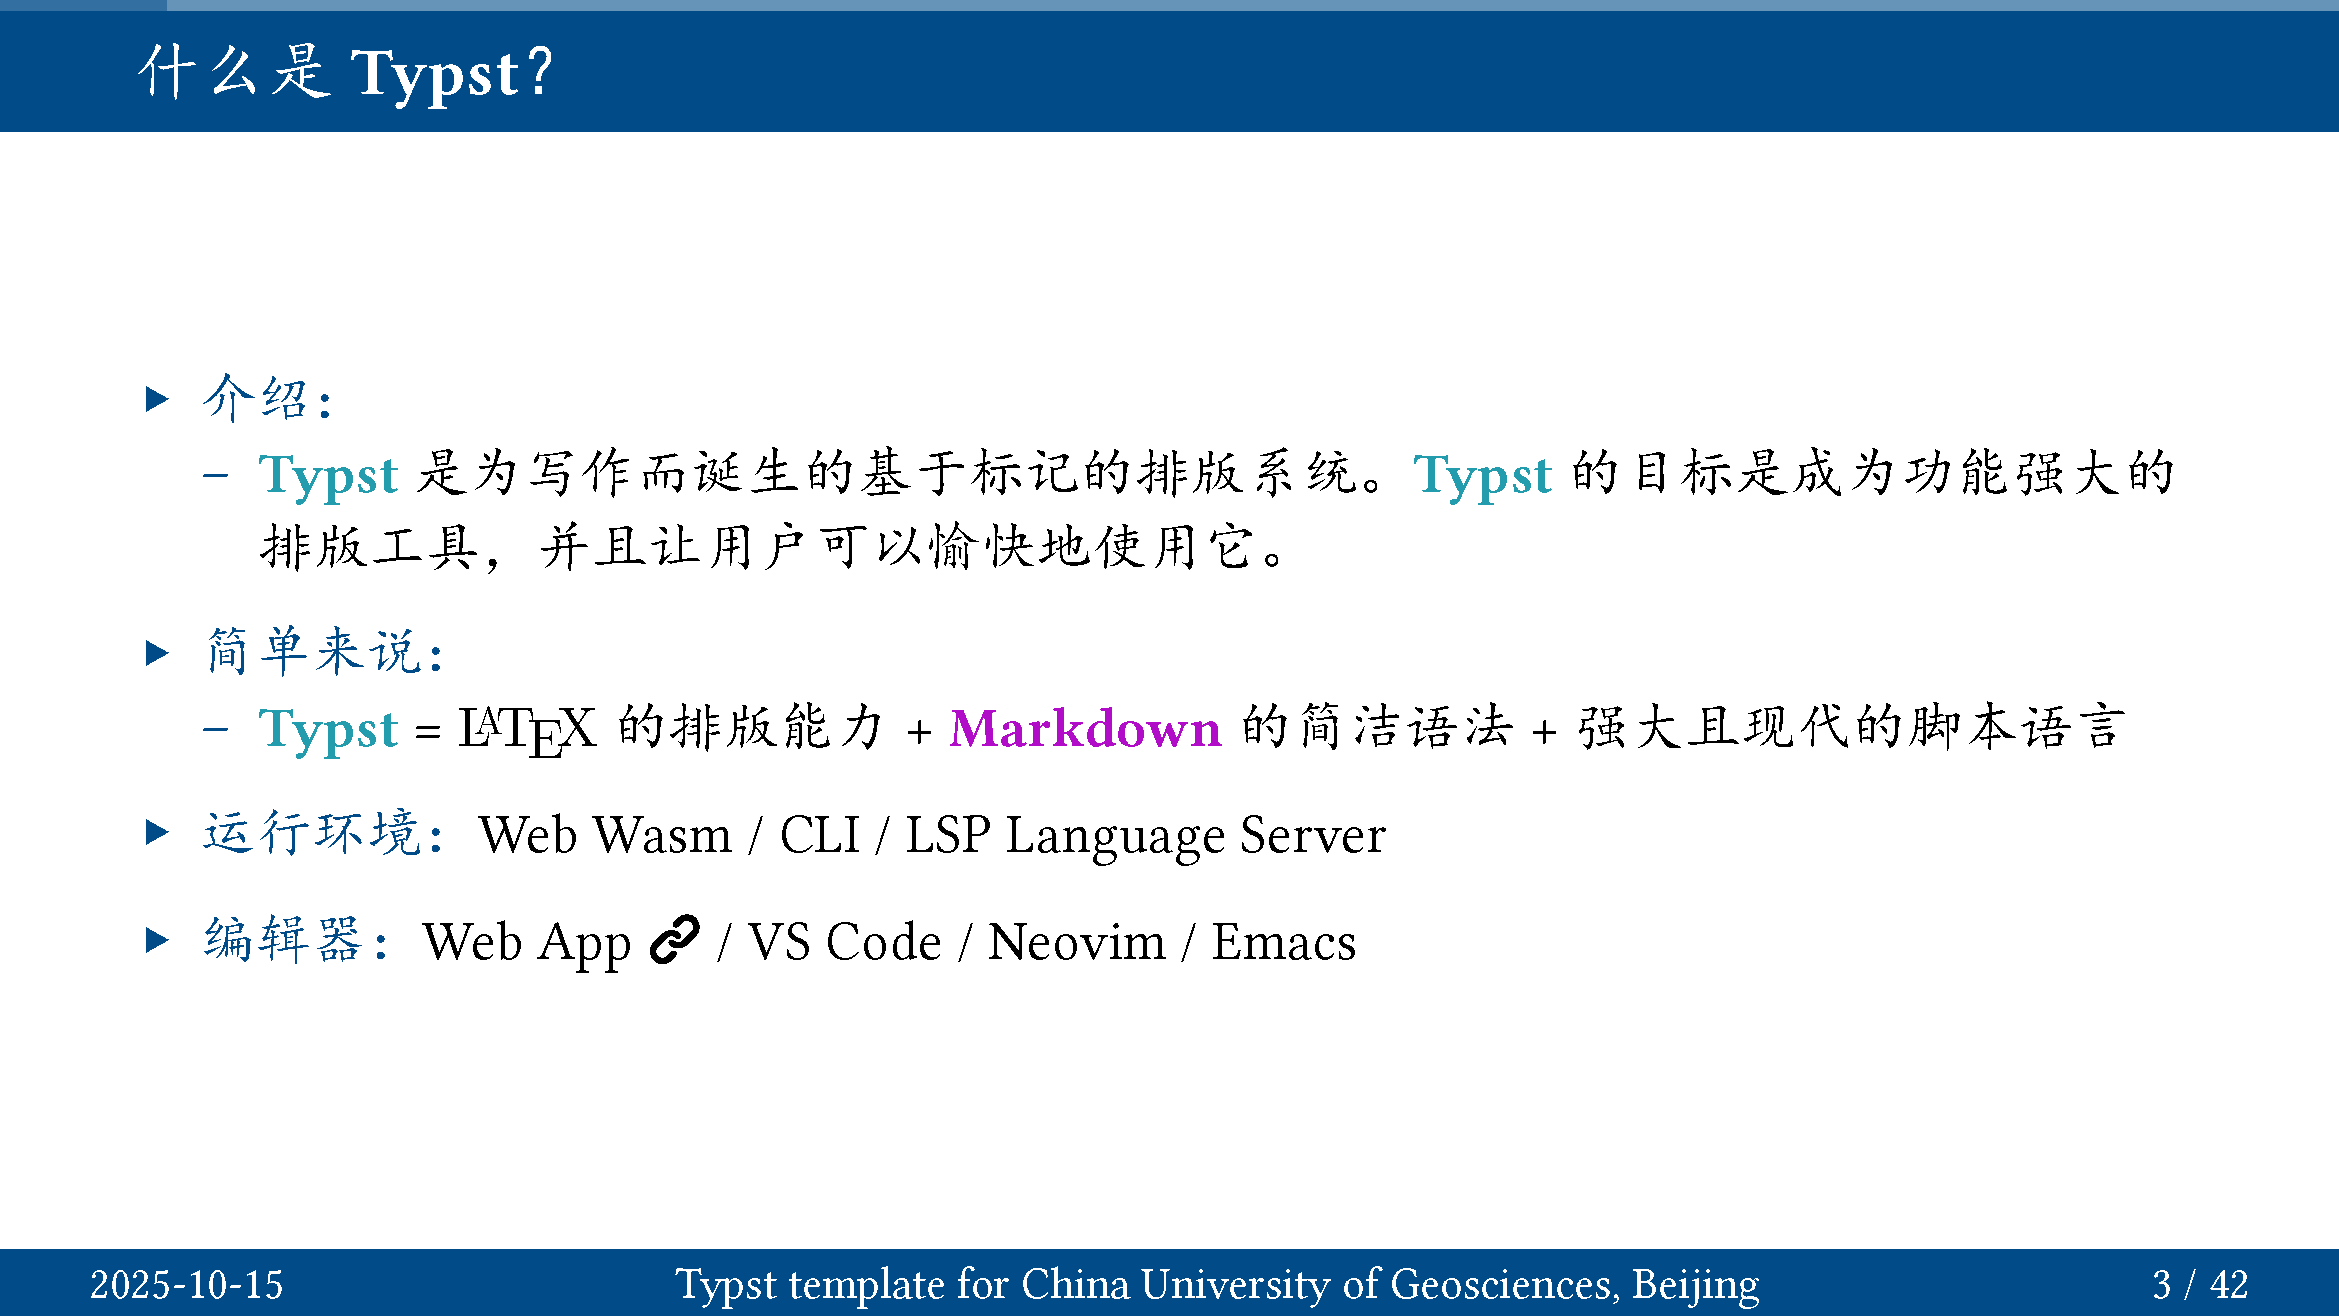 什么是 Typst？
▶ 介绍：
– Typst 是为写作而诞生的基于标记的排版系统。Typst 的目标是成为功能强大的
排版工具，并且让用户可以愉快地使用它。
▶ 简单来说：
– Typst = LATEX 的排版能力 + Markdown 的简洁语法 + 强大且现代的脚本语言
▶ 运行环境：Web Wasm / CLI / LSP Language Server
▶ 编辑器：Web App / VS Code / Neovim / Emacs
2025-10-15 Typst template for China University of Geosciences, Beijing 3 / 42